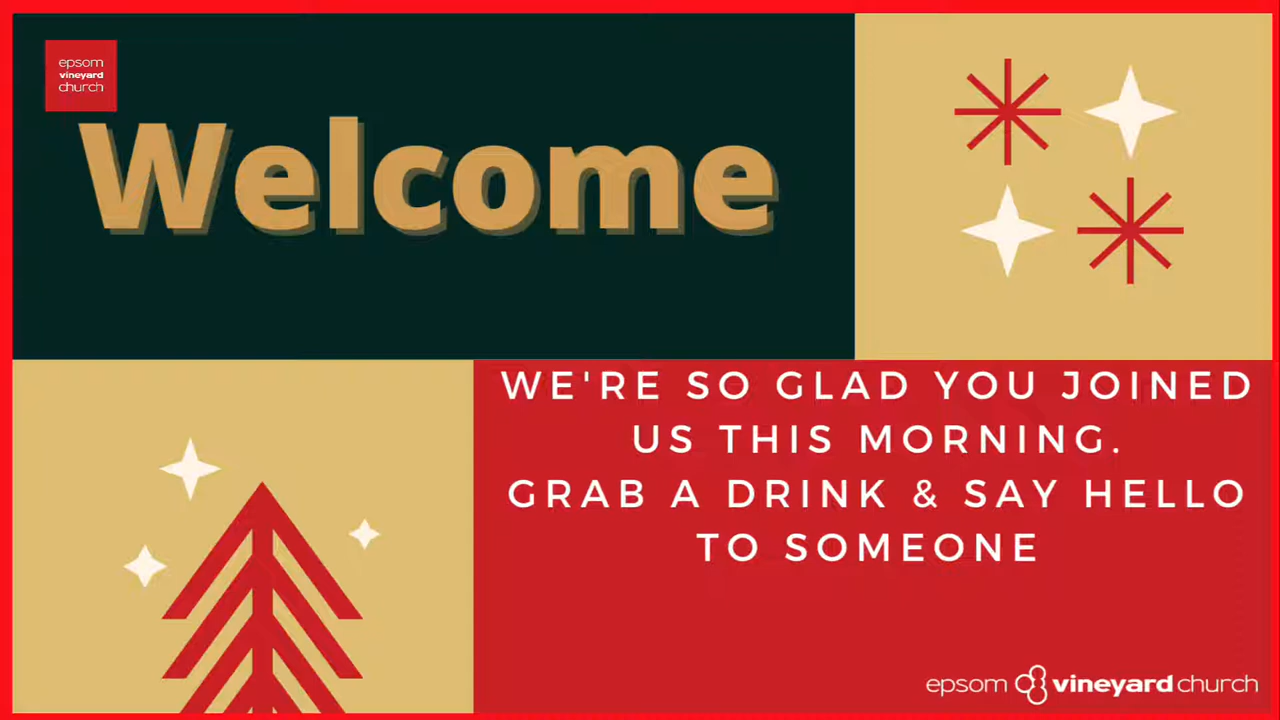 epsom
vineyard
church
Welcome
WE'RE SO GLAD YOU JOINED
US THIS MORNING.
GRAB A DRINK & SAY HELLO
TO SOMEONE
epsom vineyard church